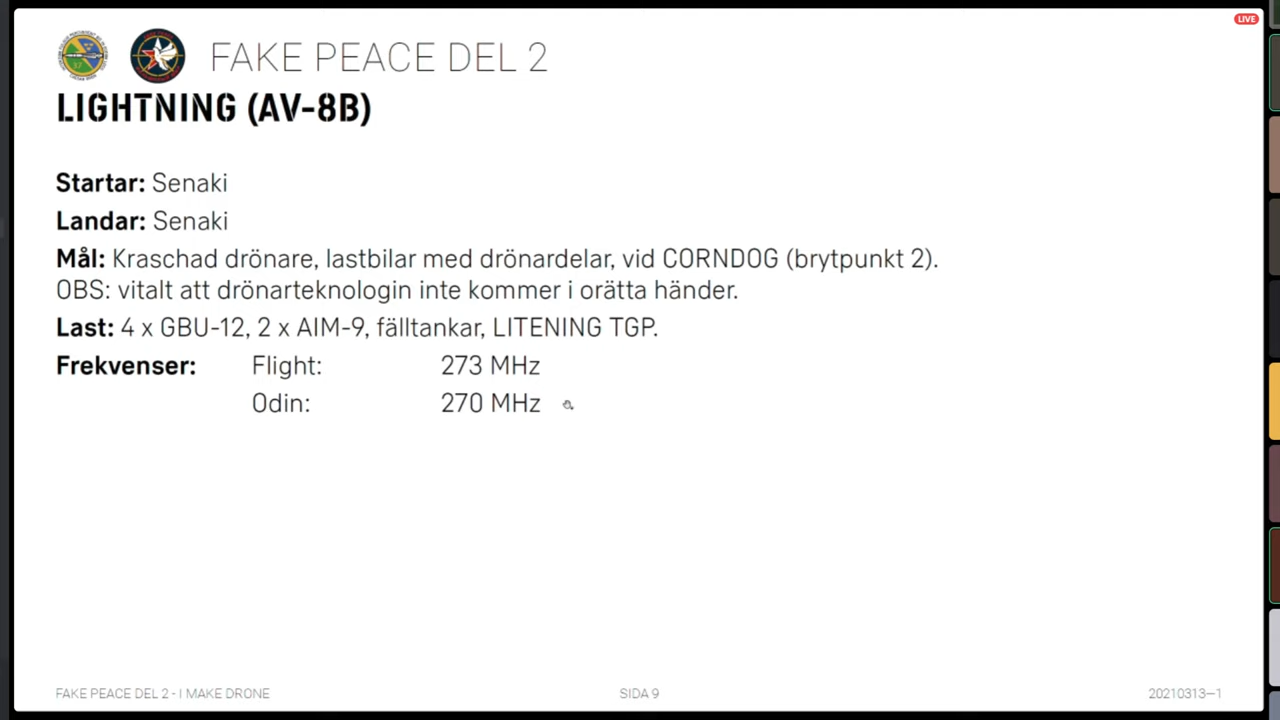 LIVE
FAKE PEACE DEL 2
LIGHTNING (AV-8B)
Startar: Senaki
Landar: Senaki
Mål: Kraschad drönare, lastbilar med drönardelar, vid CORNDOG (brytpunkt 2).
OBS: vitalt att drönarteknologin inte kommer i orätta händer.
Last: 4 x GBU-12, 2 x AIM-9, fälltankar, LITENING TGP.
Frekvenser: Flight: 273 MHz
Odin: 270 MHz
FAKE PEACE DEL 2 - I MAKE DRONE SIDA 9 20210313–1